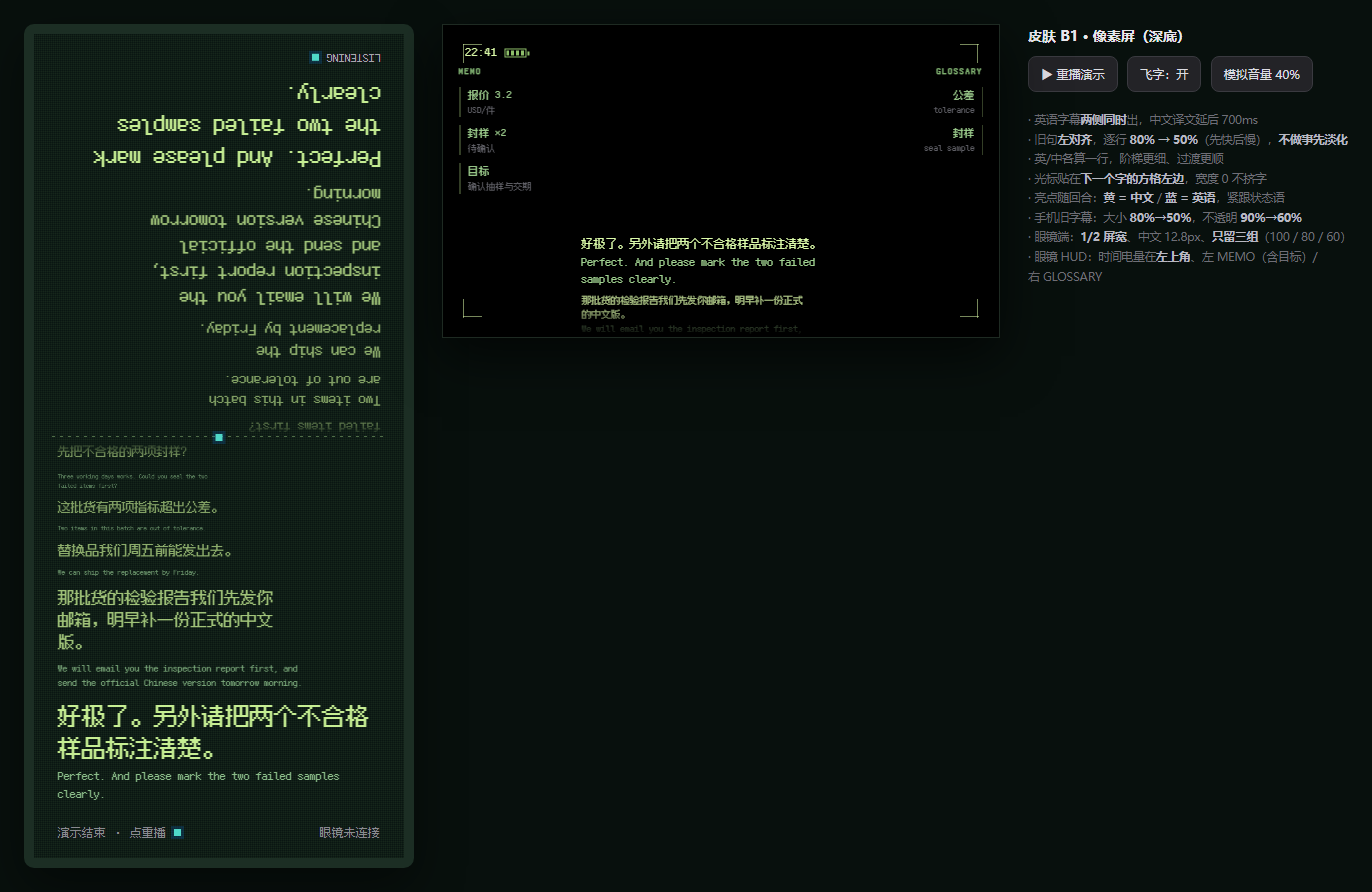 LISTENING
Perfect. And please mark
the two failed samples
clearly.
We will email you the
inspection report first,
and send the official
Chinese version tomorrow
morning.
We can ship the
replacement by Friday.
Two items in this batch
are out of tolerance.
failed items first?
先把不合格的两项封样?
Three working days works. Could you seal the two
failed items first?
这批货有两项指标超出公差。
Two items in this batch are out of tolerance.
替换品我们周五前能发出去。
We can ship the replacement by Friday.
那批货的检验报告我们先发你
邮箱，明早补一份正式的中文
版。
We will email you the inspection report first, and
send the official Chinese version tomorrow morning.
好极了。另外请把两个不合格
样品标注清楚。
Perfect. And please mark the two failed samples
clearly.
演示结束 · 点重播
眼镜未连接
22:41
MEMO
报价 3.2
USD/件
封样 ×2
待确认
目标
确认抽样与交期
GLOSSARY
公差
tolerance
封样
seal sample
好极了。另外请把两个不合格样品标注清楚。
Perfect. And please mark the two failed
samples clearly.
那批货的检验报告我们先发你邮箱，明早补一份正式
的中文版。
We will email you the inspection report first,
皮肤 B1 • 像素屏（深底）
▶ 重播演示
飞字：开
模拟音量 40%
· 英语字幕两侧同时出，中文译文延后 700ms
· 旧句左对齐，逐行 80% → 50%（先快后慢），不做事先淡化
· 英/中各算一行，阶梯更细、过渡更顺
· 光标贴在下一个字的方格左边，宽度 0 不挤字
· 亮点随回合：黄 = 中文 / 蓝 = 英语，紧跟状态语
· 手机旧字幕：大小 80%→50%，不透明 90%→60%
· 眼镜端：1/2 屏宽、中文 12.8px、只留三组（100 / 80 / 60）
· 眼镜 HUD：时间电量在左上角、左 MEMO（含目标）/
右 GLOSSARY